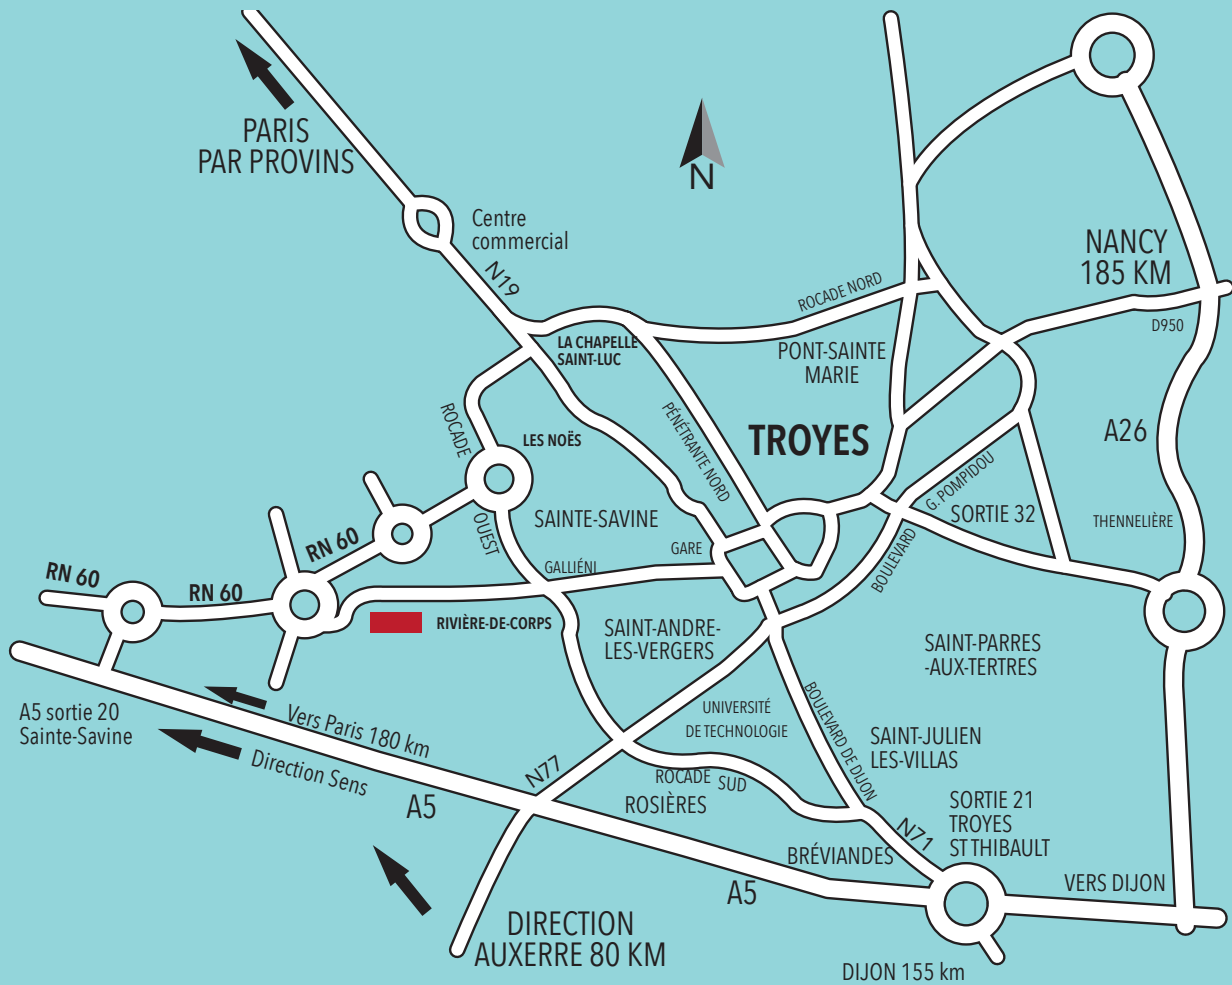 PARIS
PAR PROVINS
N
Centre
commercial
N19
NANCY
185 KM
ROCADE NORD
D950
LA CHAPELLE
SAINT-LUC
PONT-SAINTE
MARIE
ROCADE
PÉNÉTRANTE NORD
TROYES
A26
LES NOËS
G. POMPIDOU
OUEST
SAINTE-SAVINE
SORTIE 32
THENNELIÈRE
RN 60
GARE
BOULEVARD
GALLIÉNI
RN 60
RN 60
RIVIÈRE-DE-CORPS
SAINT-ANDRE-
LES-VERGERS
SAINT-PARRES
-AUX-TERTRES
A5 sortie 20
Sainte-Savine
Vers Paris 180 km
Direction Sens
UNIVERSITÉ
DE TECHNOLOGIE
BOULEVARD DE DIJON
SAINT-JULIEN
LES-VILLAS
N77
ROCADE SUD
A5
ROSIÈRES
SORTIE 21
TROYES
ST THIBAULT
N71
BRÉVIANDES
A5
VERS DIJON
DIRECTION
AUXERRE 80 KM
DIJON 155 km